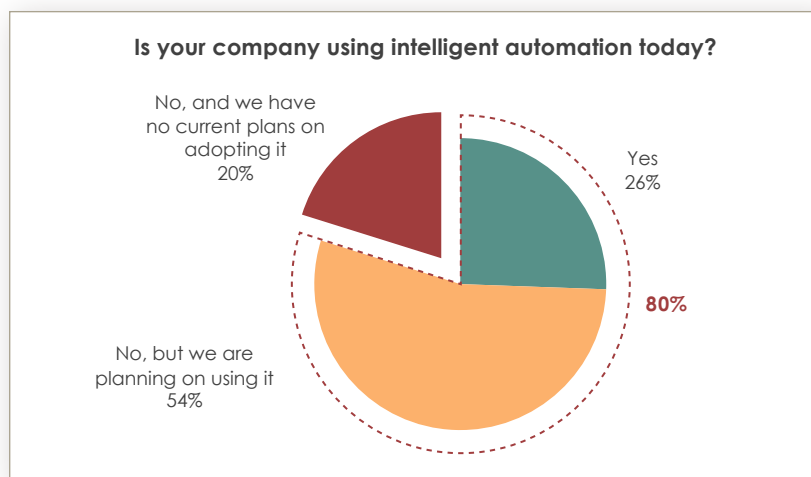 Is your company using intelligent automation today?
No, and we have
no current plans on
adopting it
20%
Yes
26%
80%
No, but we are
planning on using it
54%